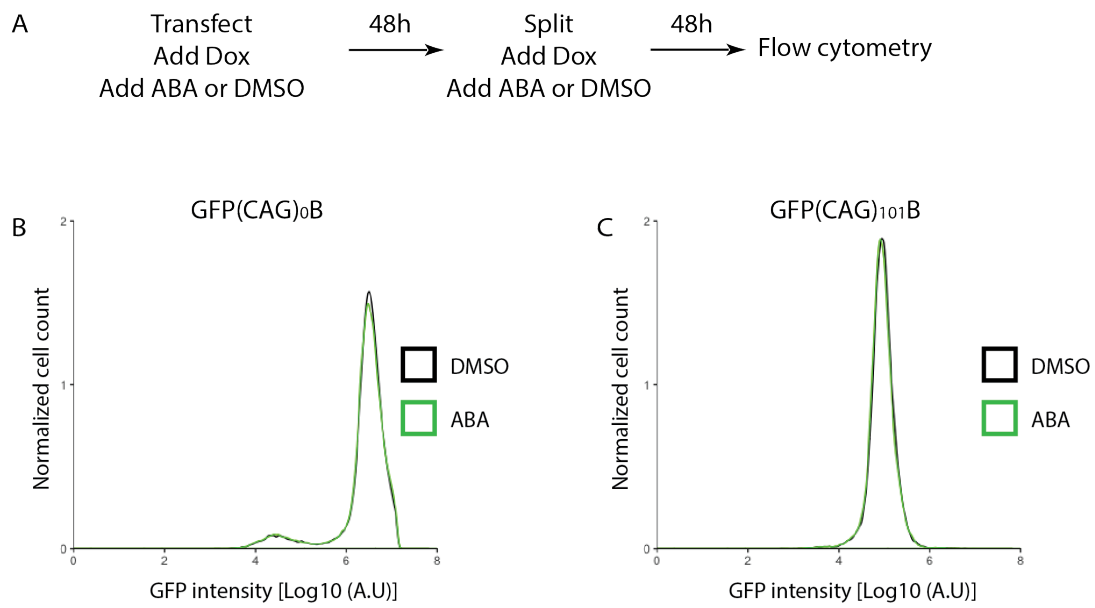 A
Transfect
Add Dox
Add ABA or DMSO
48h
Split
Add Dox
Add ABA or DMSO
48h
Flow cytometry
B
GFP(CAG)0B
2
1
0
0
2
4
6
8
Normalized cell count
GFP intensity [Log10 (A.U)]
DMSO
ABA
C
GFP(CAG)101B
2
1
0
0
2
4
6
8
Normalized cell count
GFP intensity [Log10 (A.U)]
DMSO
ABA